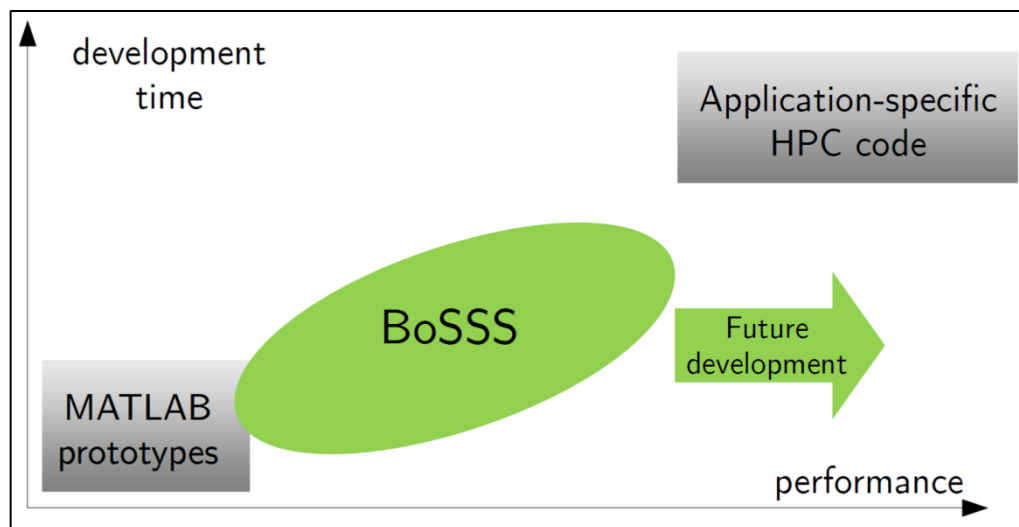 development
time
Application-specific
HPC code
BoSSS
Future
development
MATLAB
prototypes
performance